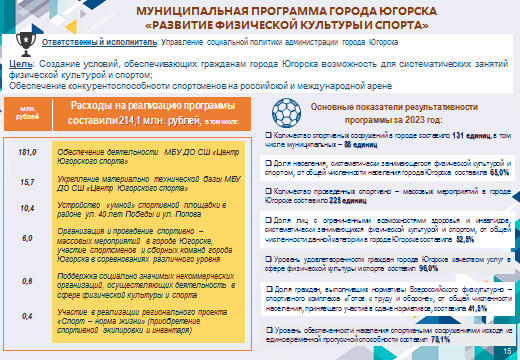 МУНИЦИПАЛЬНАЯ ПРОГРАММА ГОРОДА ЮГОРСКА
«РАЗВИТИЕ ФИЗИЧЕСКОЙ КУЛЬТУРЫ И СПОРТА»
Ответственный исполнитель: Управление социальной политики администрации города Югорска
Цель: Создание условий, обеспечивающих гражданам города Югорска возможность для систематических занятий
физической культурой и спортом;
Обеспечение конкурентоспособности спортсменов на российской и международной арене
млн.
рублей
Расходы на реализацию программы
составили 214,1 млн. рублей, в том числе:
181,0 Обеспечение деятельности МБУ ДО СШ «Центр
Югорского спорта»
15,7 Укрепление материально технической базы МБУ
ДО СШ «Центр Югорского спорта»
10,4 Устройство «умной» спортивной площадки в
районе ул. 40 лет Победы и ул. Попова
6,0 Организация и проведение спортивно –
массовых мероприятий в городе Югорске,
участие спортсменов и сборных команд города
Югорска в соревнованиях различного уровня
0,6 Поддержка социально значимых некоммерческих
организаций, осуществляющих деятельность в
сфере физической культуры и спорта
0,4 Участие в реализации регионального проекта
«Спорт – норма жизни» (приобретение
спортивной экипировки и инвентаря)
Основные показатели результативности
программы за 2023 год:
❑ Количество спортивных сооружений в городе составило 131 единиц, в том
числе муниципальных – 88 единиц
❑ Доля населения, систематически занимающегося физической культурой и
спортом, от общей численности населения города Югорска составила 65,0%
❑ Количество проведенных спортивно – массовых мероприятий в городе
Югорске составило 225 единиц
❑ Доля лиц с ограниченными возможностями здоровья и инвалидов,
систематически занимающихся физической культурой и спортом, от общей
численности данной категории в городе Югорске составила
❑ Уровень удовлетворенности граждан города Югорска качеством услуг в
сфере физической культуры и спорта составил 96,0%
❑ Доля граждан, выполнивших нормативы Всероссийского физкультурно –
спортивного комплекса «Готов к труду и обороне», от общей численности
населения, принявшего участие в сдаче нормативов, составила 41,5%
❑ Уровень обеспеченности населения спортивными сооружениями исходя из
единовременной пропускной способности составил 78,1%
15